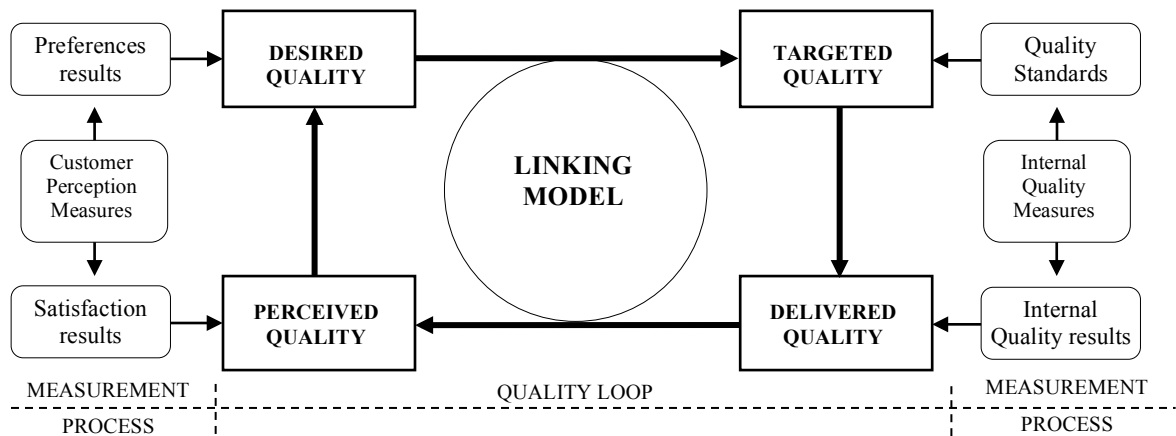 Preferences
results
DESIRED
QUALITY
TARGETED
QUALITY
Quality
Standards
Customer
Perception
Measures
LINKING
MODEL
Internal
Quality
Measures
Satisfaction
results
PERCEIVED
QUALITY
DELIVERED
QUALITY
Internal
Quality results
MEASUREMENT
PROCESS
QUALITY LOOP
MEASUREMENT
PROCESS